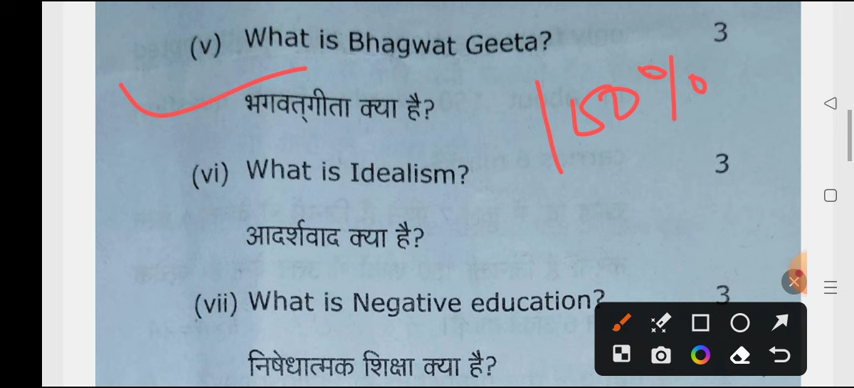 (v) What is Bhagwat Geeta? 3
भगवत्गीता क्या है?
150%
(vi) What is Idealism? 3
आदर्शवाद क्या है?
(vii) What is Negative education? 3
निषेधात्मक शिक्षा क्या है?